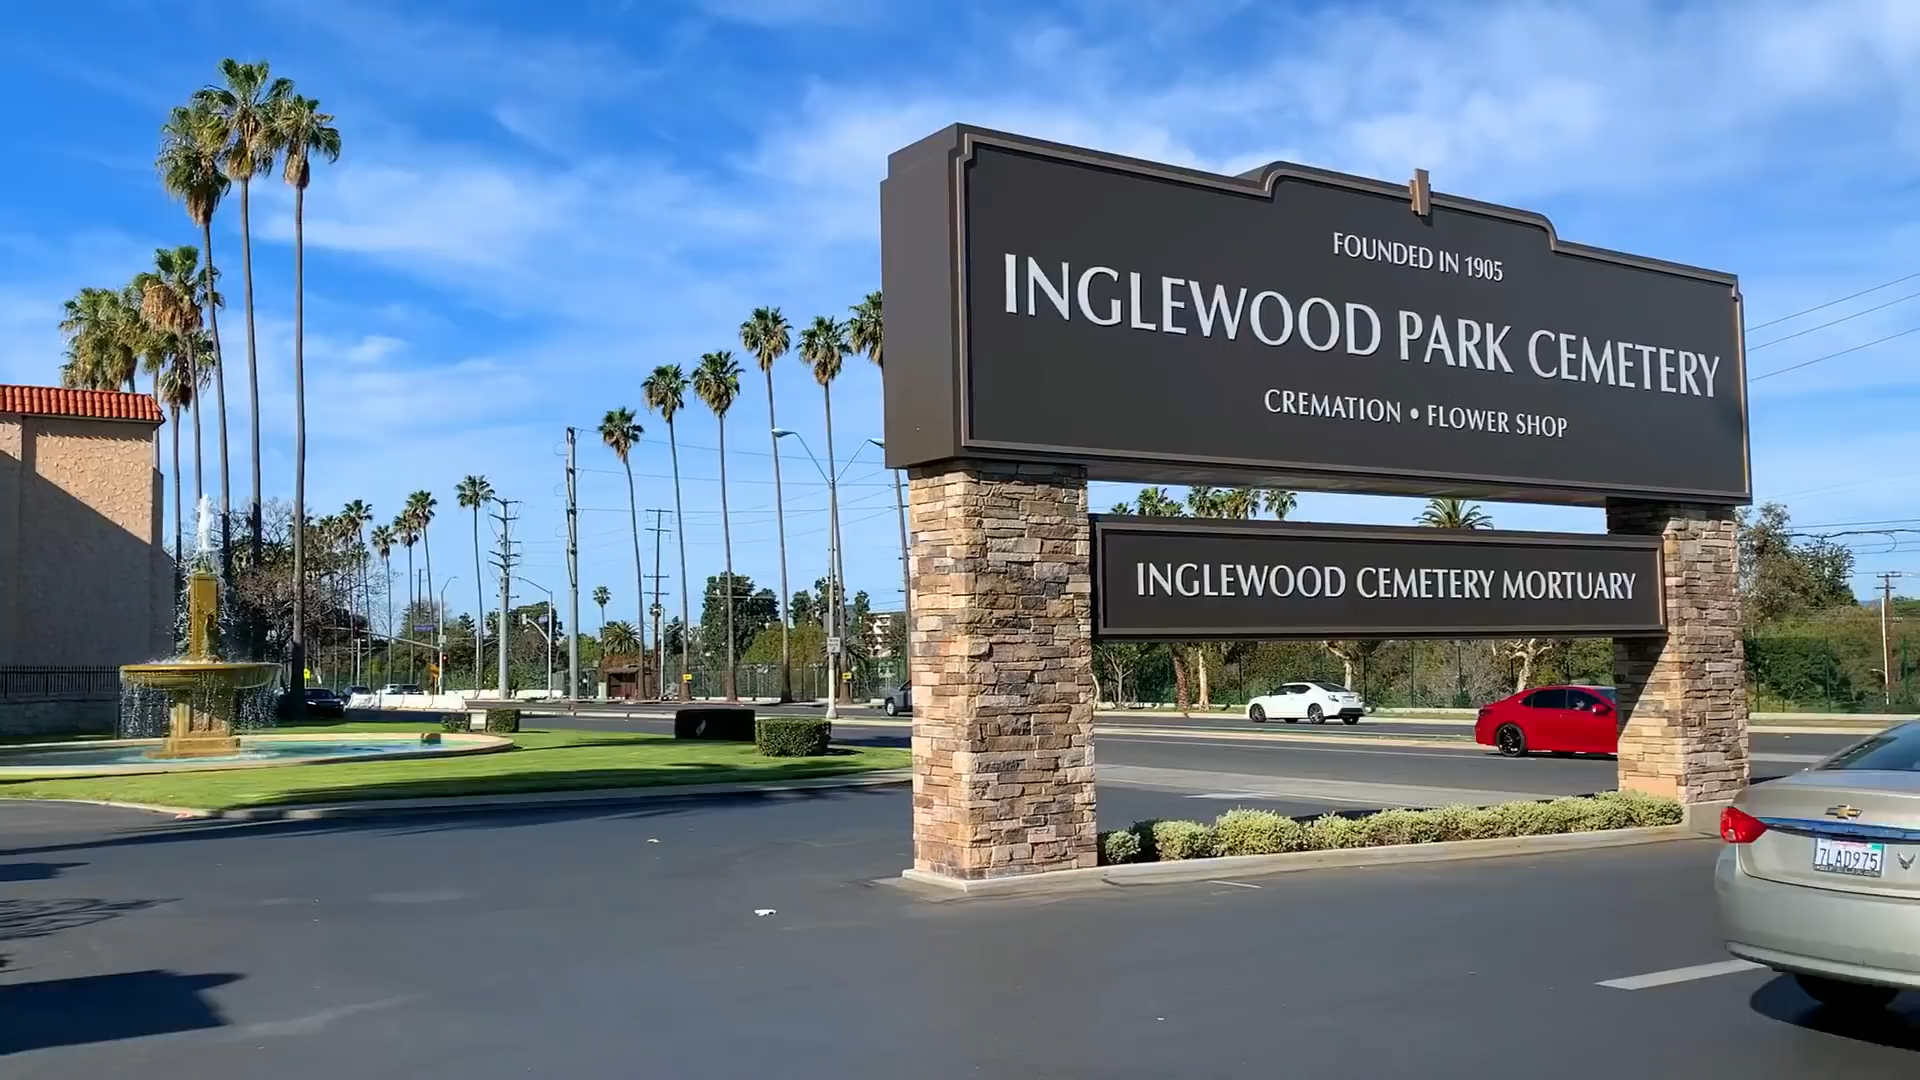 FOUNDED IN 1905
INGLEWOOD PARK CEMETERY
CREMATION • FLOWER SHOP
INGLEWOOD CEMETERY MORTUARY
7LAD975